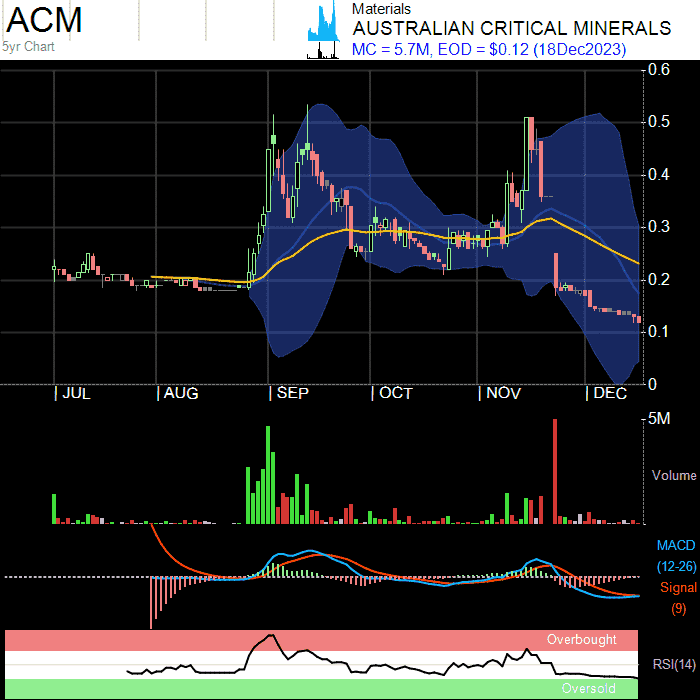 ACM
5yr Chart
Materials
AUSTRALIAN CRITICAL MINERALS
MC = 5.7M, EOD = $0.12 (18Dec2023)
0.6
0.5
0.4
0.3
0.2
0.1
0
JUL AUG SEP OCT NOV DEC
5M
Volume
MACD
(12-26)
Signal
(9)
Overbought
RSI(14)
Oversold